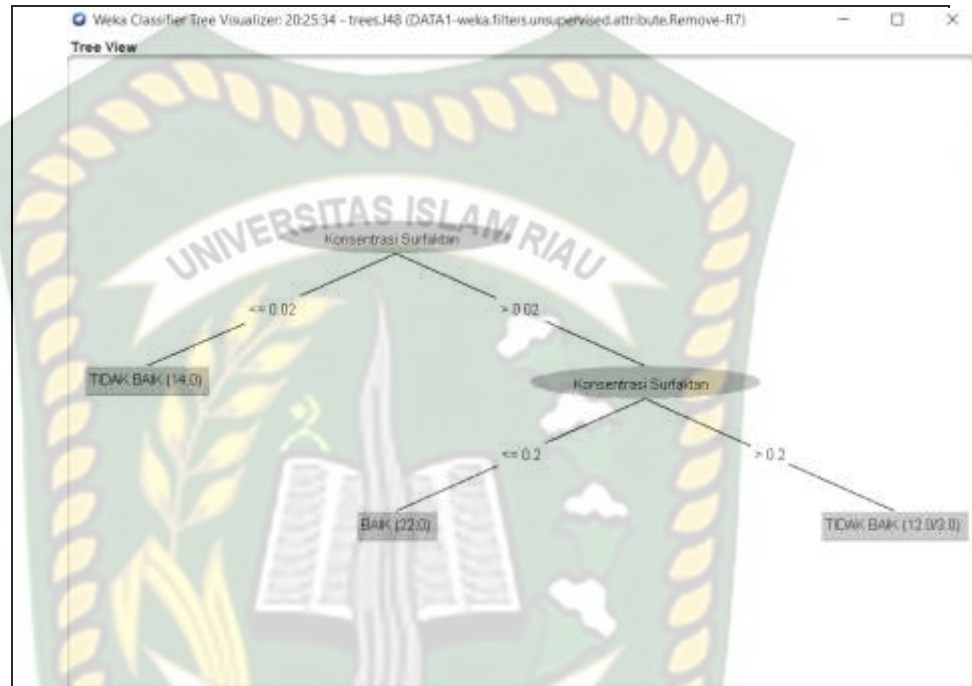 Weka Classifier Tree Visualizer: 20:25:34 - trees.J48 (DATA1-weka.filters.unsupervised.attribute.Remove-R7)
Tree View
UNIVERSITAS ISLAM RIAU
Konsentrasi Surfaktan
<= 0.02
> 0.02
TIDAK BAIK (14.0)
Konsentrasi Surfaktan
<= 0.2
> 0.2
BAIK (22.0)
TIDAK BAIK (12.0/3.0)